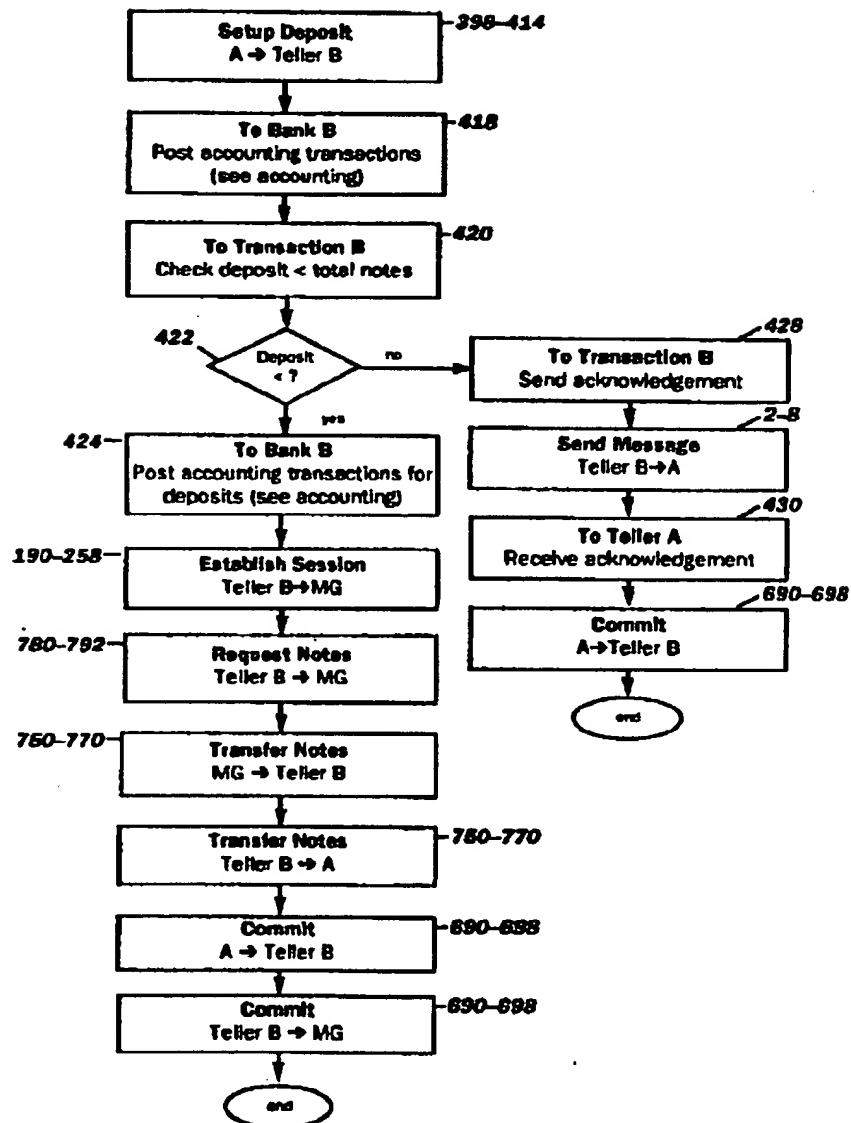 Setup Deposit
A → Teller B
398-414
To Bank B
Post accounting transactions
(see accounting)
418
To Transaction B
Check deposit < total notes
420
422
Deposit
< ?
no
yes
428
To Transaction B
Send acknowledgement
2-8
Send Message
Teller B→A
430
To Teller A
Receive acknowledgement
690-698
Commit
A→Teller B
end
424
To Bank B
Post accounting transactions for
deposits (see accounting)
190-258
Establish Session
Teller B→MG
780-792
Request Notes
Teller B → MG
750-770
Transfer Notes
MG → Teller B
Transfer Notes
Teller B → A
750-770
Commit
A → Teller B
690-698
Commit
Teller B → MG
690-698
end